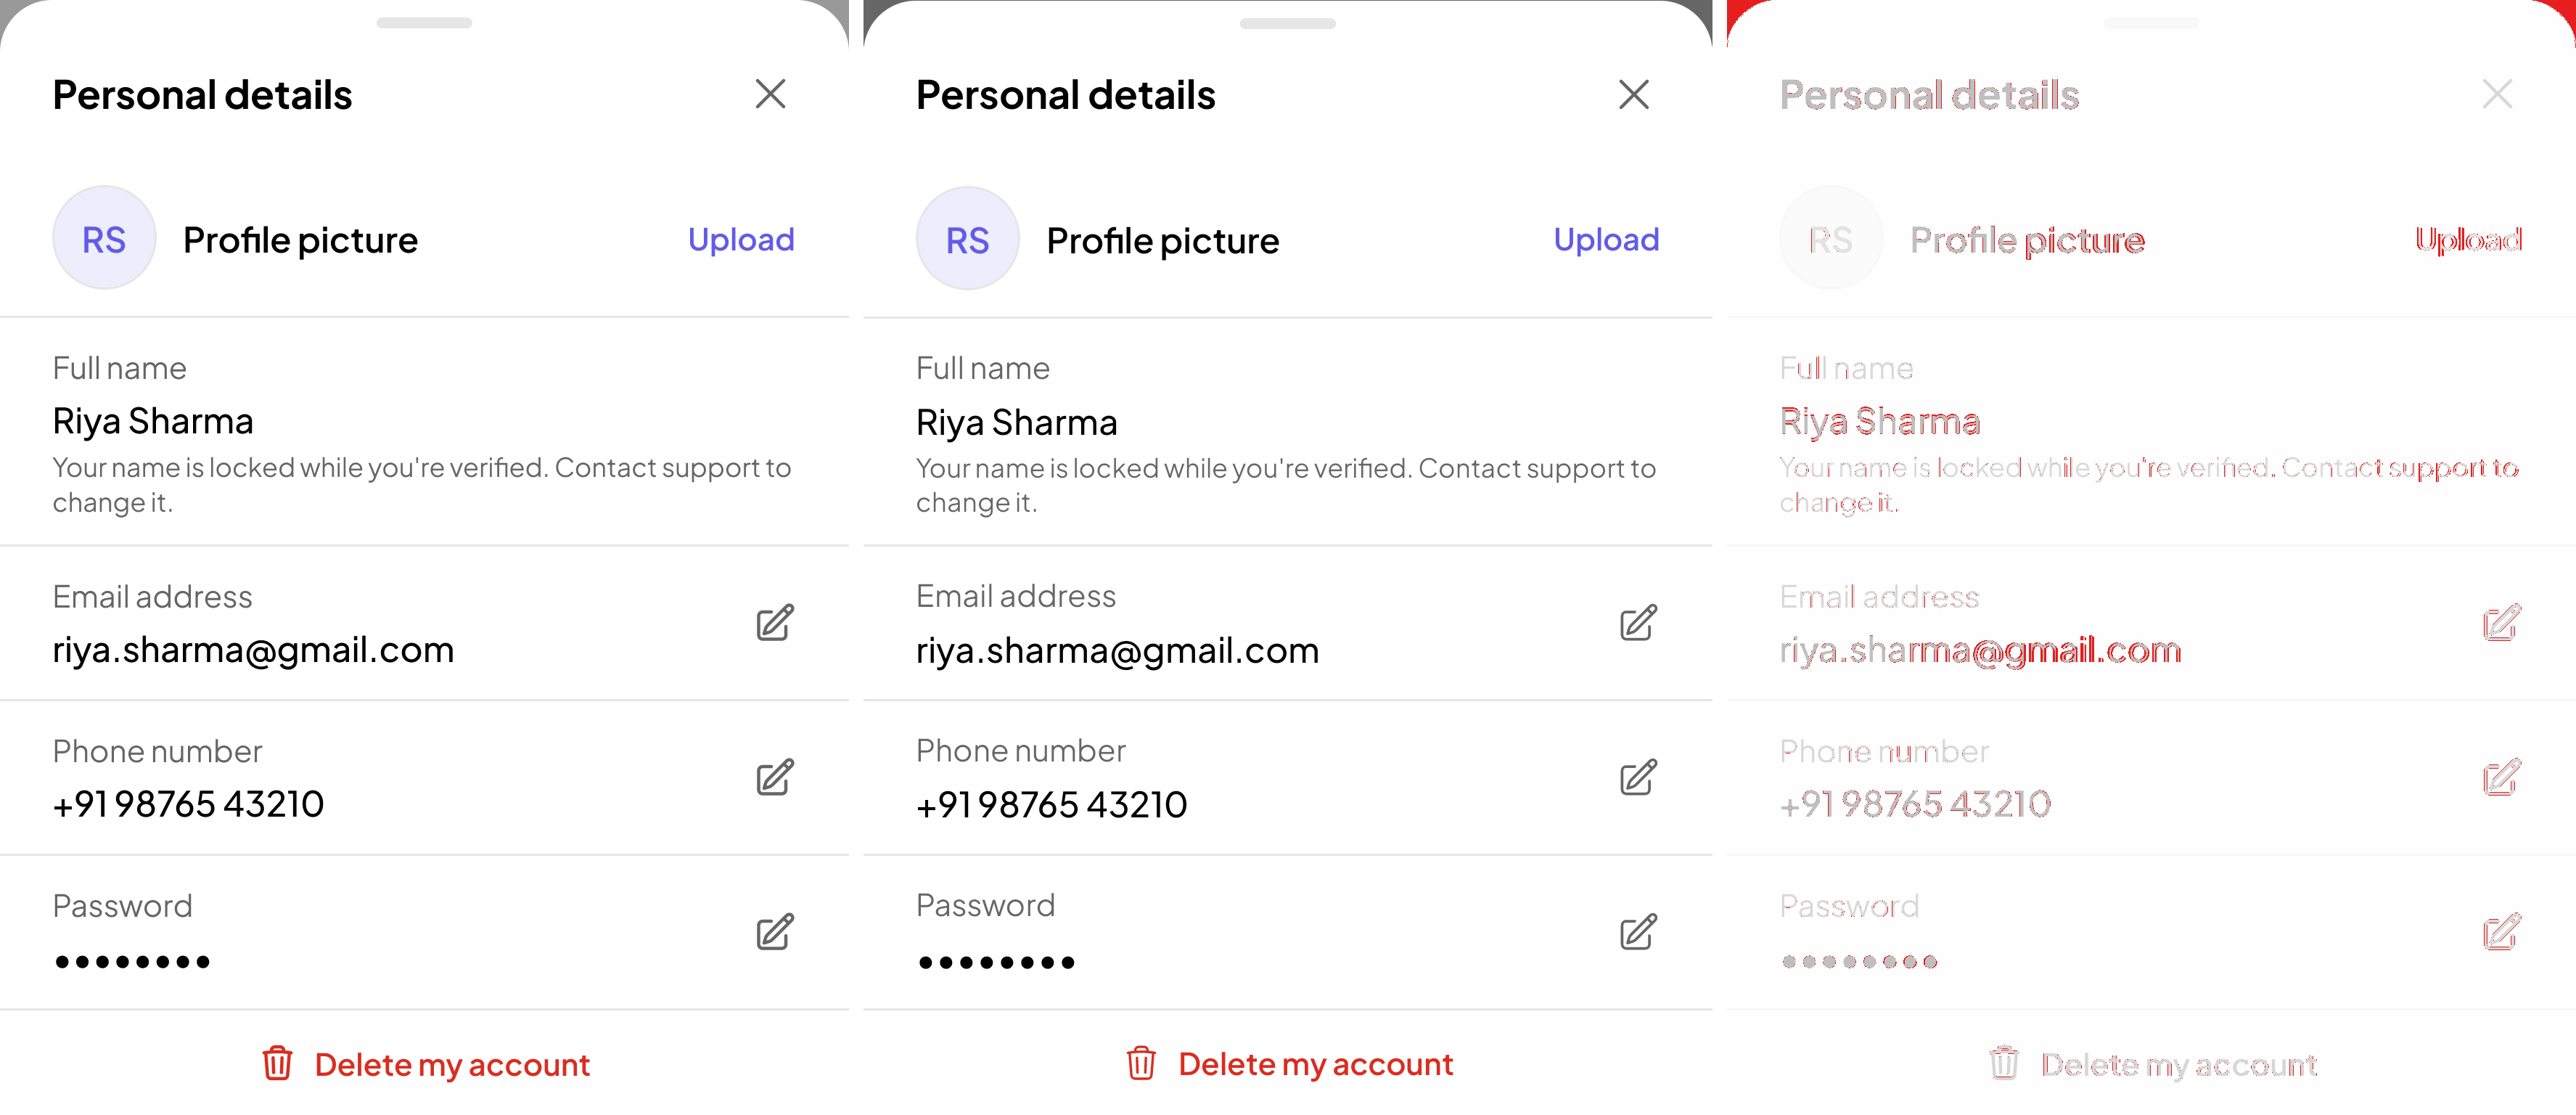 Personal details
RS Profile picture Upload
Full name
Riya Sharma
Your name is locked while you're verified. Contact support to
change it.
Email address
riya.sharma@gmail.com
Phone number
+91 98765 43210
Password
Delete my account
Personal details
RS Profile picture Upload
Full name
Riya Sharma
Your name is locked while you're verified. Contact support to
change it.
Email address
riya.sharma@gmail.com
Phone number
+91 98765 43210
Password
Delete my account
Personal details
RS Profile picture Upload
Full name
Riya Sharma
Your name is locked while you're verified. Contact support to
change it.
Email address
riya.sharma@gmail.com
Phone number
+91 98765 43210
Password
Delete my account